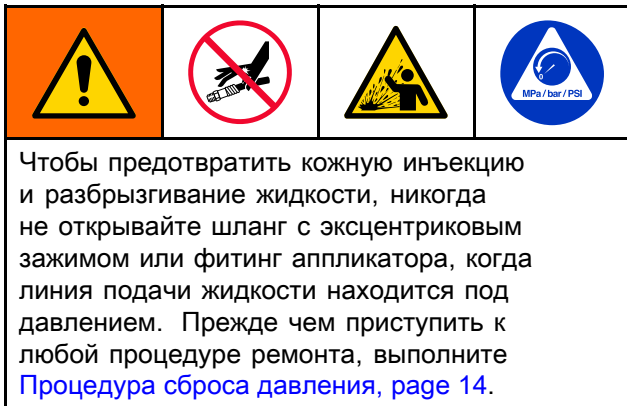 0
MPa/bar/PSI
Чтобы предотвратить кожную инъекцию
и разбрызгивание жидкости, никогда
не открывайте шланг с эксцентриковым
зажимом или фитинг аппликатора, когда
линия подачи жидкости находится под
давлением. Прежде чем приступить к
любой процедуре ремонта, выполните
Процедура сброса давления, page 14.